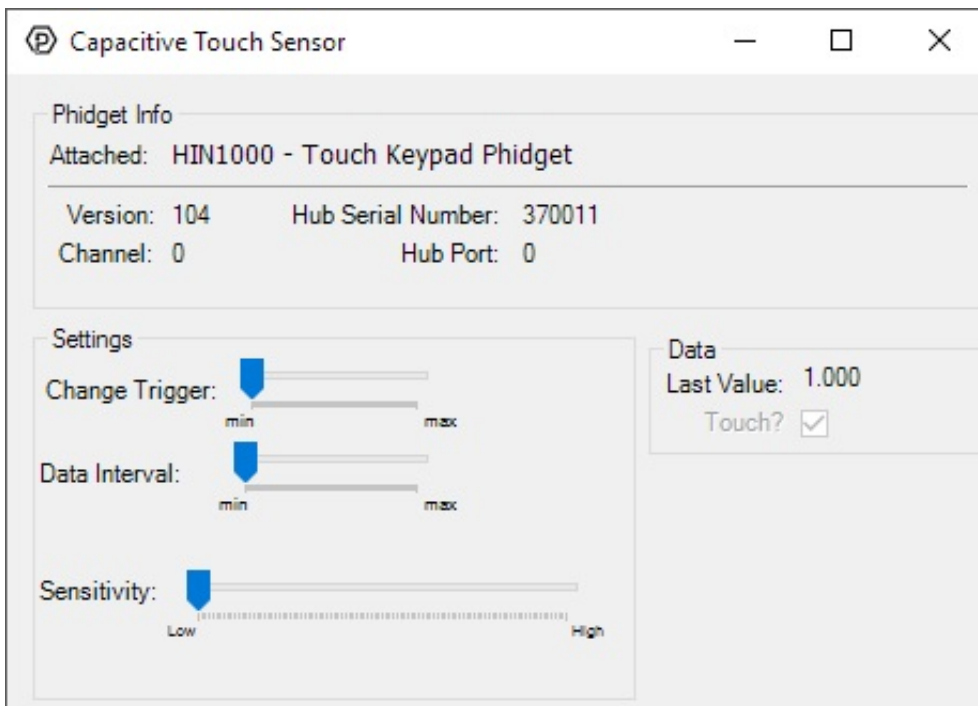 Capacitive Touch Sensor
Phidget Info
Attached: HIN1000 - Touch Keypad Phidget
Version: 104 Hub Serial Number: 370011
Channel: 0 Hub Port: 0
Settings
Change Trigger:
min max
Data Interval:
min max
Sensitivity:
Low High
Data
Last Value: 1.000
Touch?